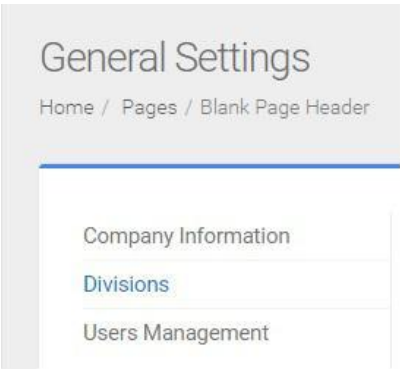 General Settings
Home / Pages / Blank Page Header
Company Information
Divisions
Users Management